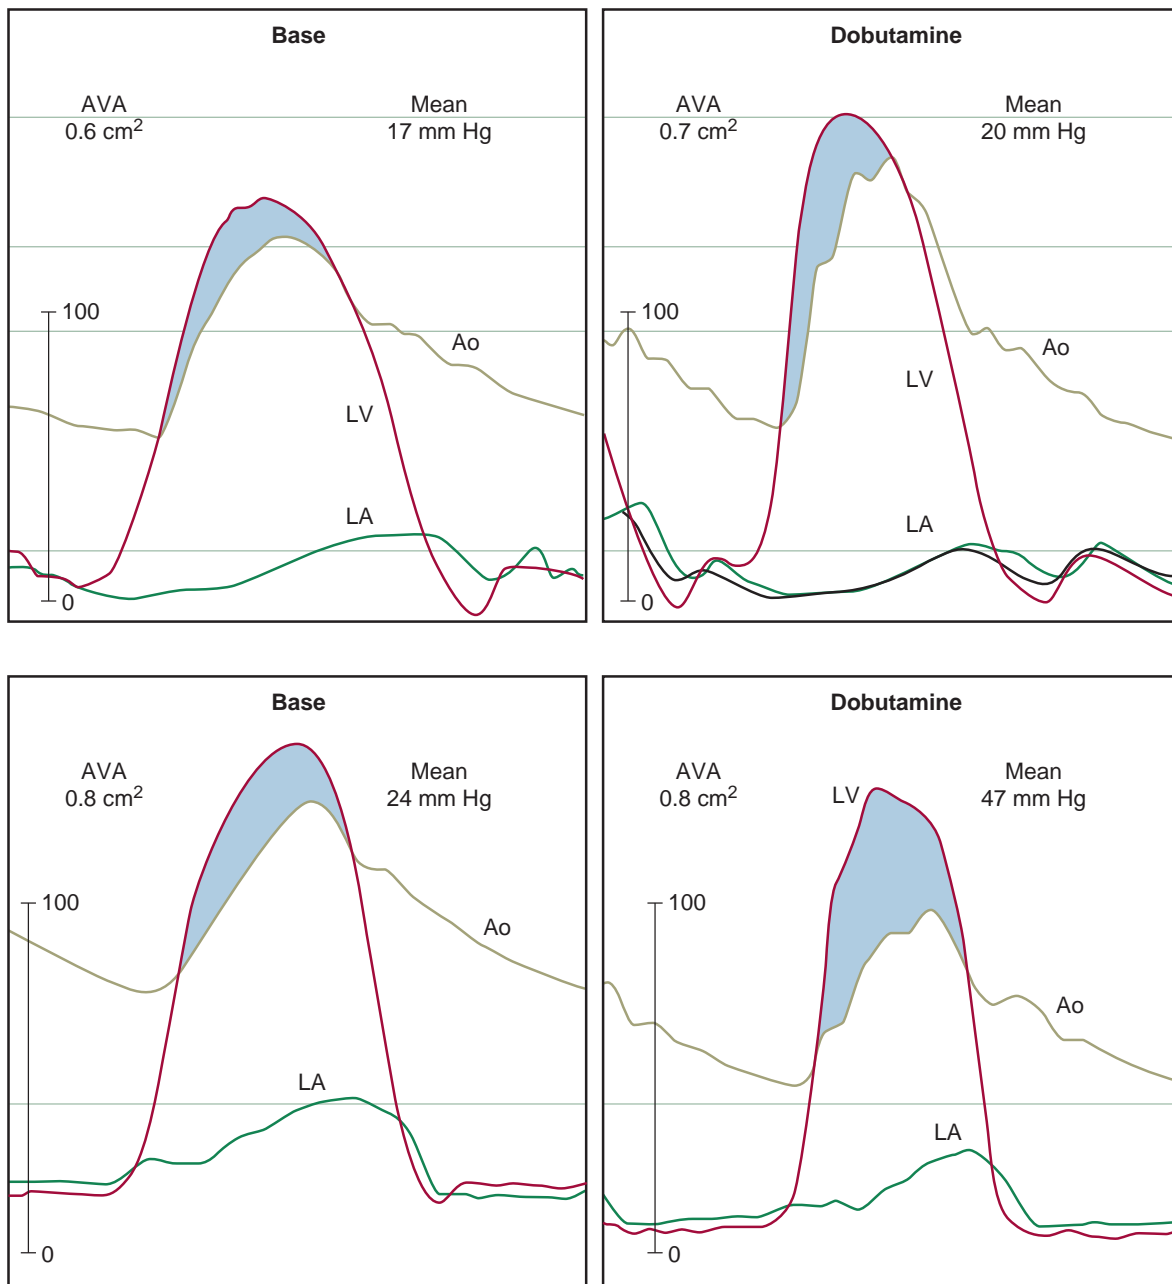 Base
AVA
0.6 cm²
Mean
17 mm Hg
100
Ao
LV
LA
0
Dobutamine
AVA
0.7 cm²
Mean
20 mm Hg
100
Ao
LV
LA
0
Base
AVA
0.8 cm²
Mean
24 mm Hg
100
Ao
LA
0
Dobutamine
AVA
0.8 cm²
LV
Mean
47 mm Hg
100
Ao
LA
0